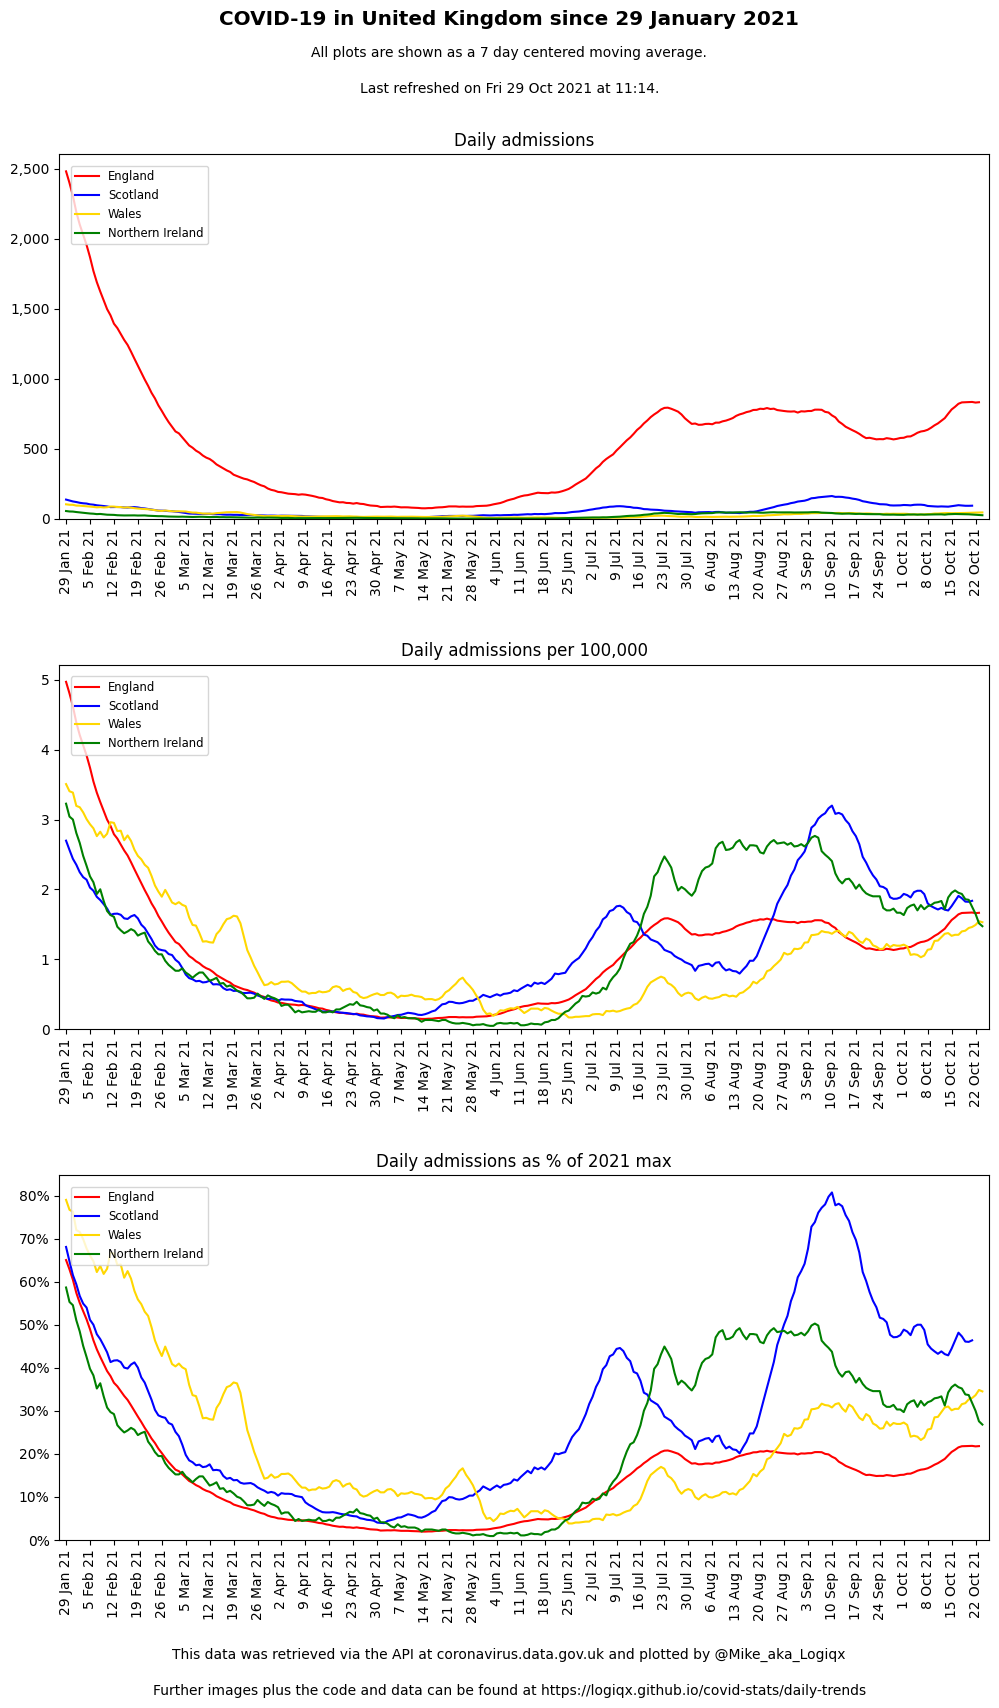 COVID-19 in United Kingdom since 29 January 2021
All plots are shown as a 7 day centered moving average.
Last refreshed on Fri 29 Oct 2021 at 11:14.
Daily admissions
2,500
2,000
1,500
1,000
500
0
England
Scotland
Wales
Northern Ireland
29 Jan 21
5 Feb 21
12 Feb 21
19 Feb 21
26 Feb 21
5 Mar 21
12 Mar 21
19 Mar 21
26 Mar 21
2 Apr 21
9 Apr 21
16 Apr 21
23 Apr 21
30 Apr 21
7 May 21
14 May 21
21 May 21
28 May 21
4 Jun 21
11 Jun 21
18 Jun 21
25 Jun 21
2 Jul 21
9 Jul 21
16 Jul 21
23 Jul 21
30 Jul 21
6 Aug 21
13 Aug 21
20 Aug 21
27 Aug 21
3 Sep 21
10 Sep 21
17 Sep 21
24 Sep 21
1 Oct 21
8 Oct 21
15 Oct 21
22 Oct 21
Daily admissions per 100,000
5
4
3
2
1
0
England
Scotland
Wales
Northern Ireland
29 Jan 21
5 Feb 21
12 Feb 21
19 Feb 21
26 Feb 21
5 Mar 21
12 Mar 21
19 Mar 21
26 Mar 21
2 Apr 21
9 Apr 21
16 Apr 21
23 Apr 21
30 Apr 21
7 May 21
14 May 21
21 May 21
28 May 21
4 Jun 21
11 Jun 21
18 Jun 21
25 Jun 21
2 Jul 21
9 Jul 21
16 Jul 21
23 Jul 21
30 Jul 21
6 Aug 21
13 Aug 21
20 Aug 21
27 Aug 21
3 Sep 21
10 Sep 21
17 Sep 21
24 Sep 21
1 Oct 21
8 Oct 21
15 Oct 21
22 Oct 21
Daily admissions as % of 2021 max
80%
70%
60%
50%
40%
30%
20%
10%
0%
England
Scotland
Wales
Northern Ireland
29 Jan 21
5 Feb 21
12 Feb 21
19 Feb 21
26 Feb 21
5 Mar 21
12 Mar 21
19 Mar 21
26 Mar 21
2 Apr 21
9 Apr 21
16 Apr 21
23 Apr 21
30 Apr 21
7 May 21
14 May 21
21 May 21
28 May 21
4 Jun 21
11 Jun 21
18 Jun 21
25 Jun 21
2 Jul 21
9 Jul 21
16 Jul 21
23 Jul 21
30 Jul 21
6 Aug 21
13 Aug 21
20 Aug 21
27 Aug 21
3 Sep 21
10 Sep 21
17 Sep 21
24 Sep 21
1 Oct 21
8 Oct 21
15 Oct 21
22 Oct 21
This data was retrieved via the API at coronavirus.data.gov.uk and plotted by @Mike_aka_Logiqx
Further images plus the code and data can be found at https://logiqx.github.io/covid-stats/daily-trends